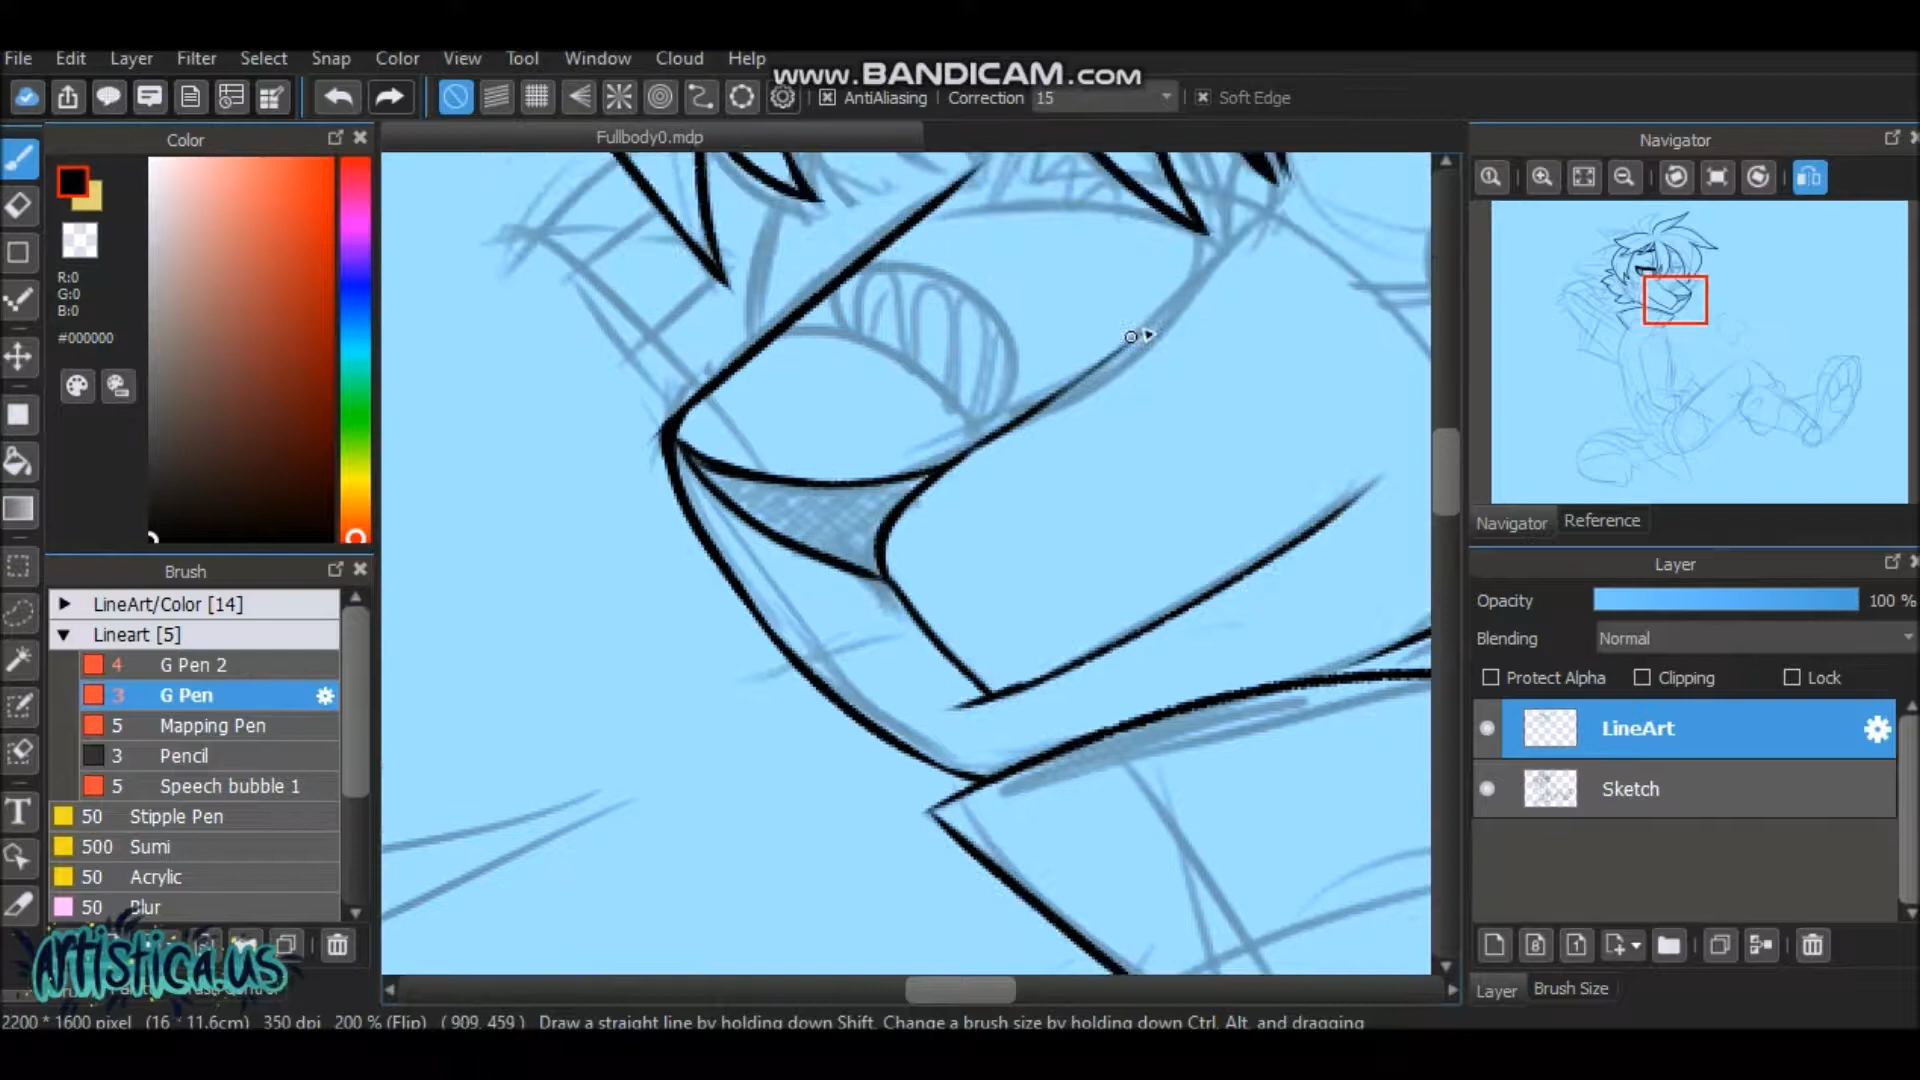 File Edit Layer Filter Select Snap Color View Tool Window Cloud Help
www.BANDICAM.com
AntiAliasing Correction 15 Soft Edge
Color
Fullbody0.mdp
Navigator
R:0
G:0
B:0
#000000
Navigator Reference
Brush
LineArt/Color [14]
Lineart [5]
4 G Pen 2
3 G Pen
5 Mapping Pen
3 Pencil
5 Speech bubble 1
50 Stipple Pen
500 Sumi
50 Acrylic
50 Blur
Layer
Opacity 100 %
Blending Normal
Protect Alpha Clipping Lock
LineArt
Sketch
Artistica.us
Layer Brush Size
2200 * 1600 pixel (16 * 11.6cm) 350 dpi 200 % (Flip) ( 909, 459 ) Draw a straight line by holding down Shift, Change a brush size by holding down Ctrl, Alt, and dragging